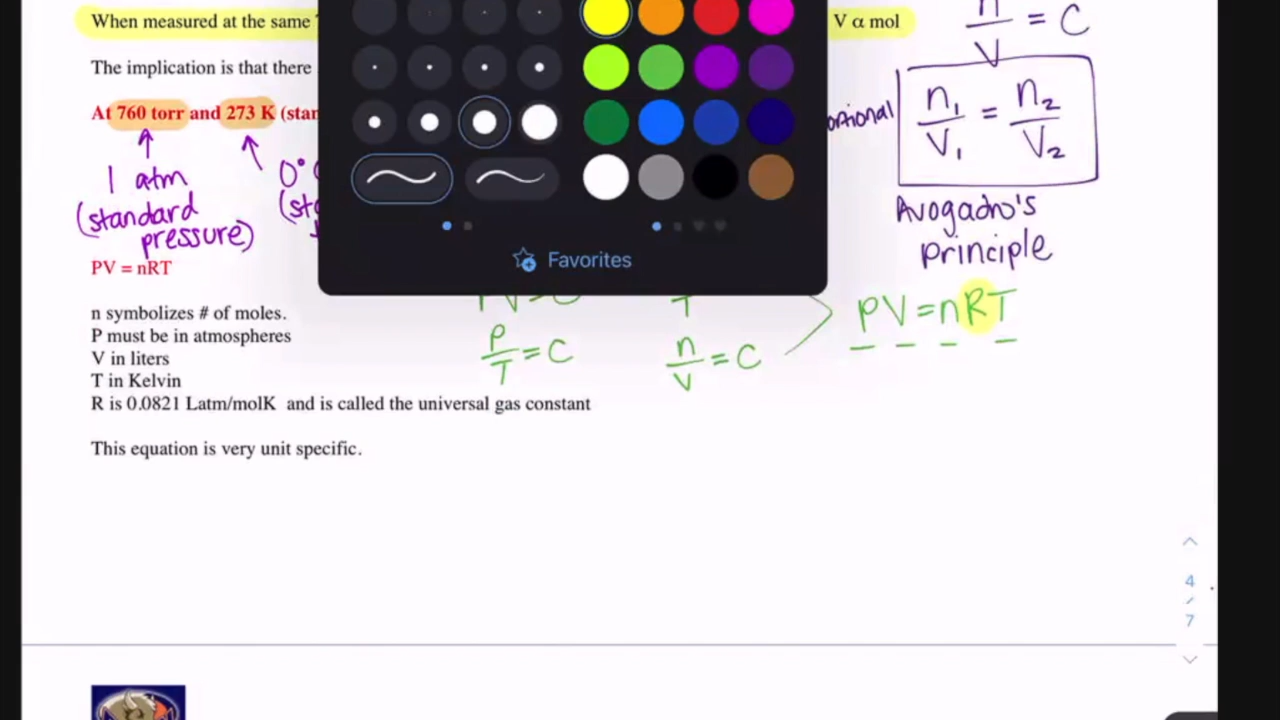 When measured at the same
V α mol
n/V = C
The implication is that there
At 760 torr and 273 K (stan
n₁/V₁ = n₂/V₂
1 atm
(standard pressure)
0°
Avogadro's
principle
PV = nRT
Favorites
n symbolizes # of moles.
P must be in atmospheres
V in liters
T in Kelvin
R is 0.0821 Latm/molK and is called the universal gas constant
P/T = C
n/V = C
PV=nRT
This equation is very unit specific.
4
/
7